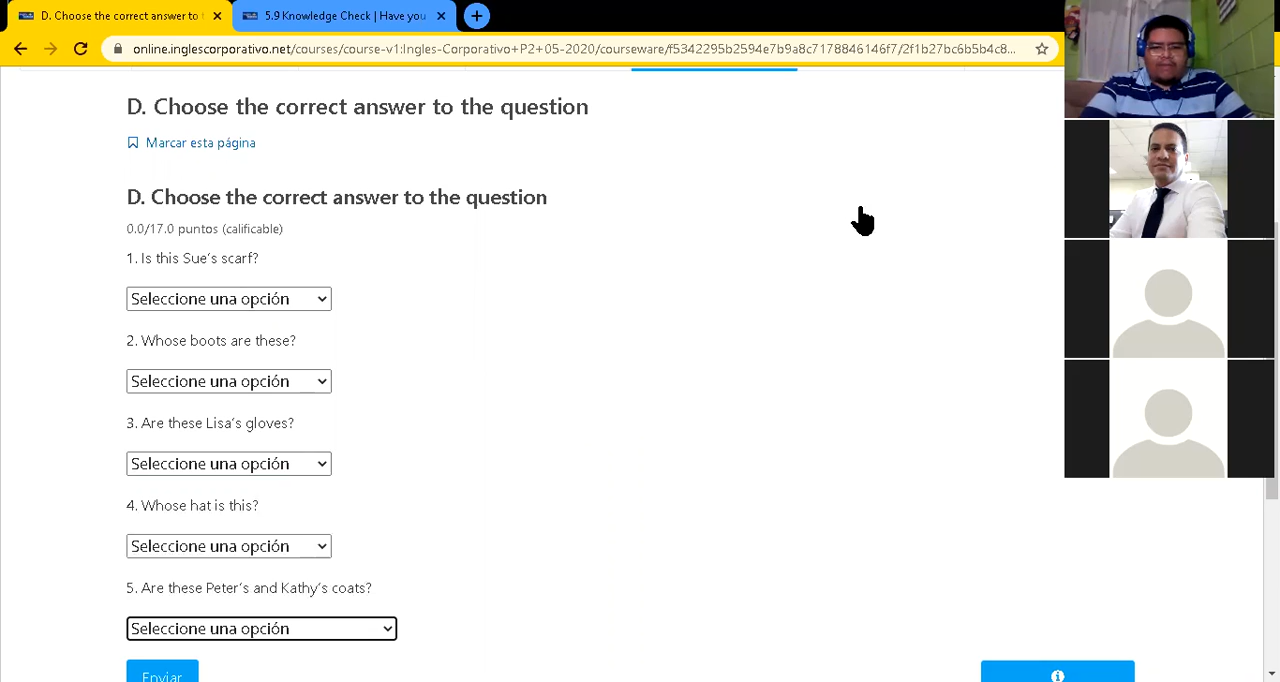 D. Choose the correct answer to
5.9 Knowledge Check | Have you
online.inglescorporativo.net/courses/course-v1:Ingles-Corporativo+P2+05-2020/courseware/f5342295b2594e7b9a8c7178846146f7/2f1b27bc6b5b4c8...
D. Choose the correct answer to the question
Marcar esta página
D. Choose the correct answer to the question
0.0/17.0 puntos (calificable)
1. Is this Sue's scarf?
Seleccione una opción
2. Whose boots are these?
Seleccione una opción
3. Are these Lisa's gloves?
Seleccione una opción
4. Whose hat is this?
Seleccione una opción
5. Are these Peter's and Kathy's coats?
Seleccione una opción
Enviar